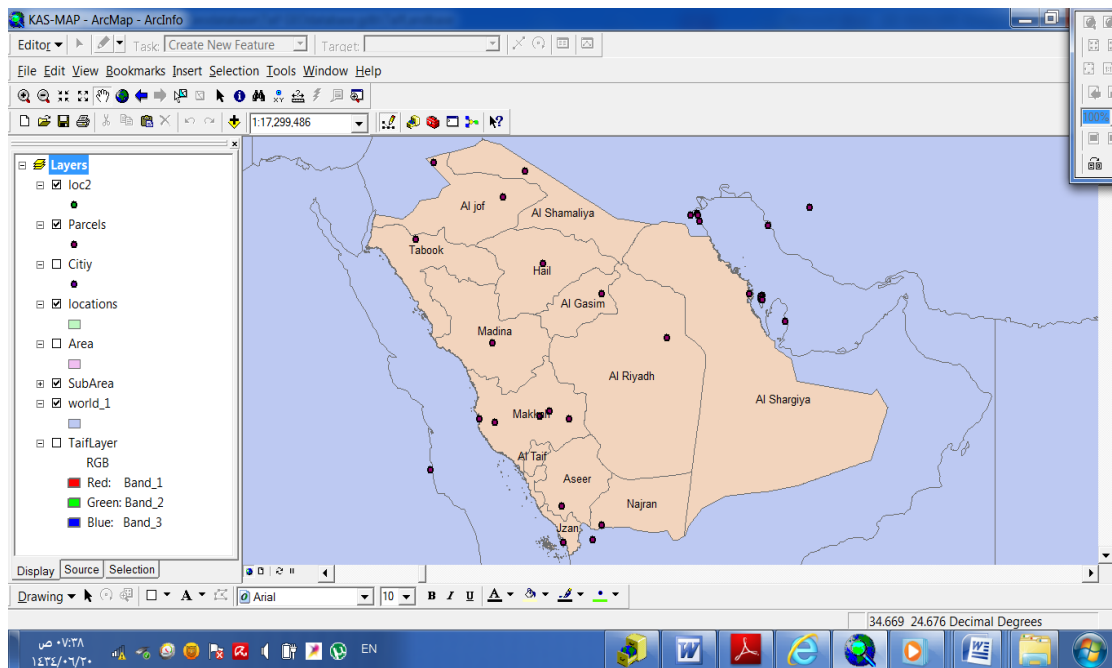 KAS-MAP - ArcMap - ArcInfo
Editor Task: Create New Feature Target:
File Edit View Bookmarks Insert Selection Tools Window Help
1:17,299,486
100%
Layers
loc2
Parcels
Citiy
locations
Area
SubArea
world_1
TaifLayer
RGB
Red: Band_1
Green: Band_2
Blue: Band_3
Al jof
Al Shamaliya
Tabook
Hail
Al Gasim
Madina
Al Riyadh
Al Shargiya
Makkah
Al Taif
Aseer
Najran
Jzan
Display Source Selection
Drawing A Arial 10 B I U A
34.669 24.676 Decimal Degrees
EN
٠٧:٣٨ ص
١٤٣٤/٠٦/٢٠